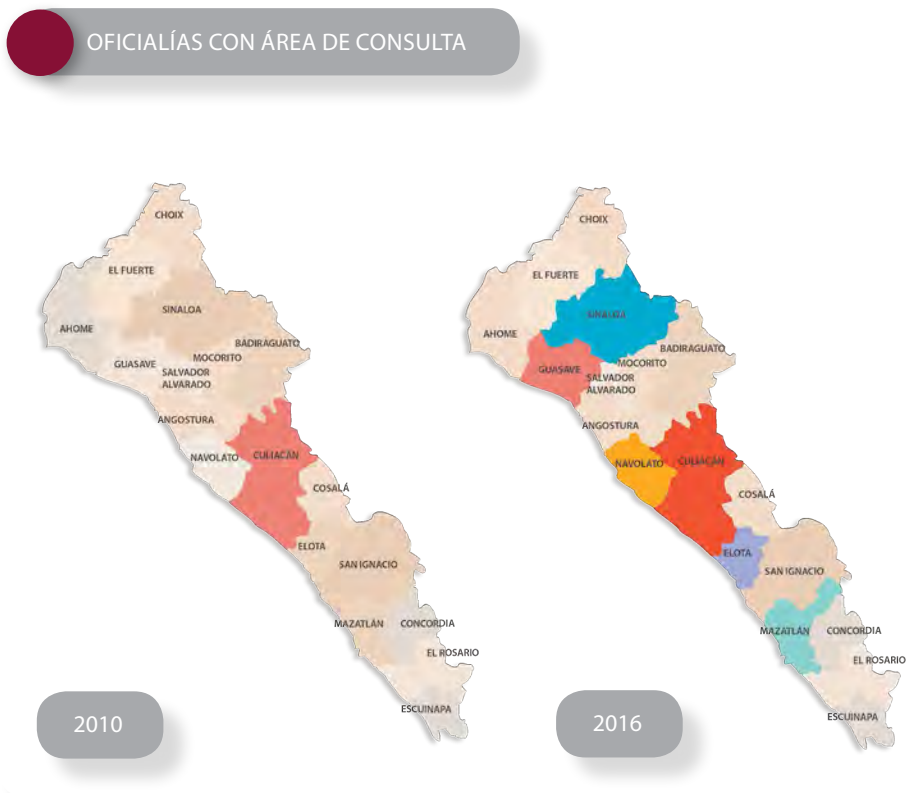 OFICIALÍAS CON ÁREA DE CONSULTA
CHOIX
EL FUERTE
SINALOA
AHOME
BADIRAGUATO
MOCORITO
GUASAVE
SALVADOR
ALVARADO
ANGOSTURA
NAVOLATO
CULIACÁN
COSALÁ
ELOTA
SAN IGNACIO
MAZATLÁN
CONCORDIA
EL ROSARIO
ESCUINAPA
2010
CHOIX
EL FUERTE
SINALOA
AHOME
BADIRAGUATO
MOCORITO
GUASAVE
SALVADOR
ALVARADO
ANGOSTURA
NAVOLATO
CULIACÁN
COSALÁ
ELOTA
SAN IGNACIO
MAZATLÁN
CONCORDIA
EL ROSARIO
ESCUINAPA
2016